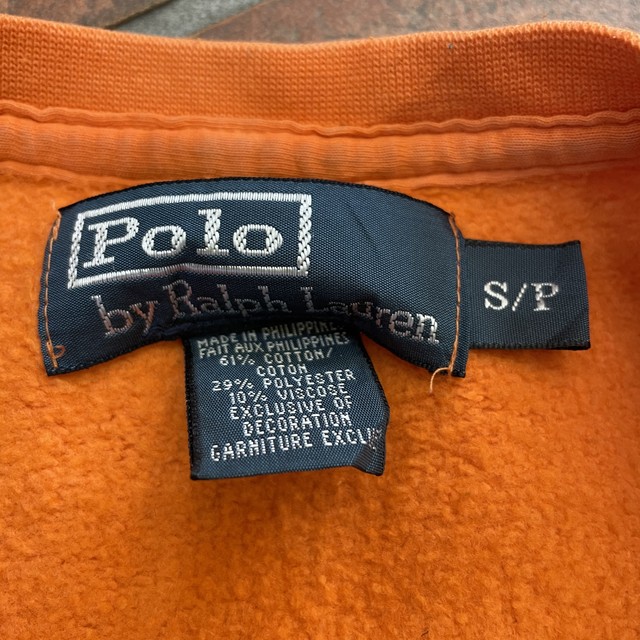 Polo
by Ralph Lauren
S/P
MADE IN PHILIPPINES
FAIT AUX PHILIPPINES
61% COTTON/
COTON
29% POLYESTER
10% VISCOSE
EXCLUSIVE OF
DECORATION
GARNITURE EXCLU